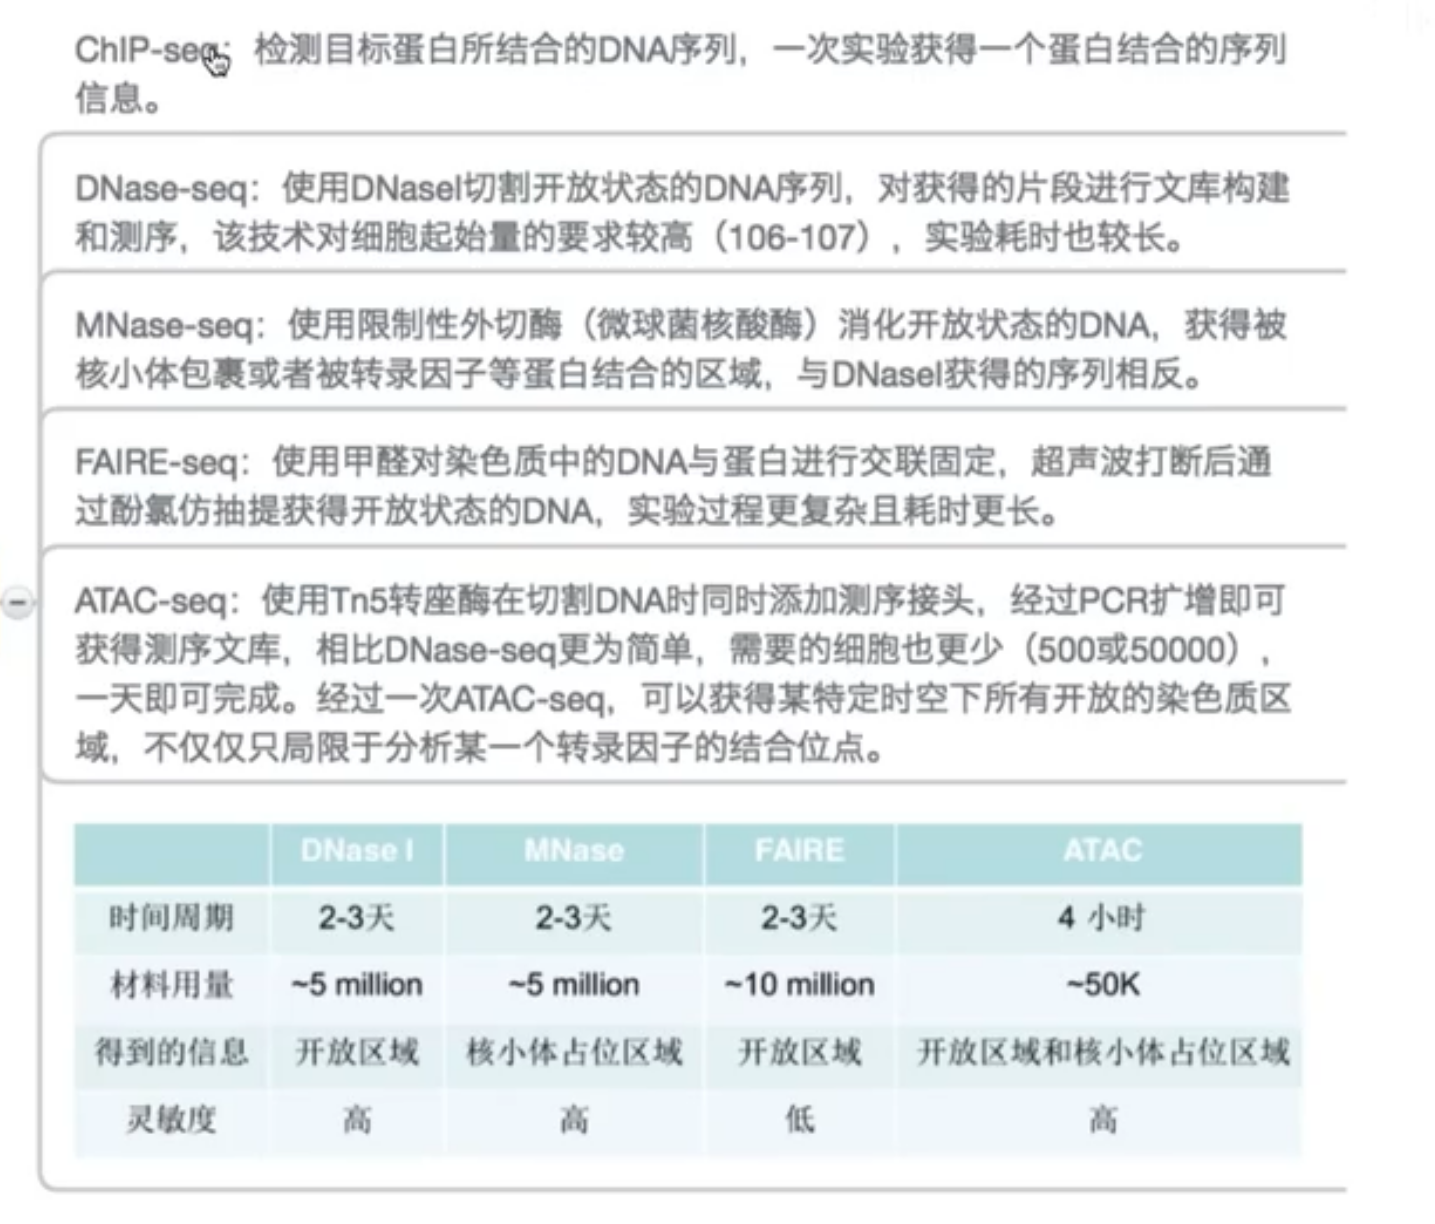 ChIP-seq：检测目标蛋白所结合的DNA序列，一次实验获得一个蛋白结合的序列
信息。
DNase-seq：使用DNaseI切割开放状态的DNA序列，对获得的片段进行文库构建
和测序，该技术对细胞起始量的要求较高（106-107），实验耗时也较长。
MNase-seq：使用限制性外切酶（微球菌核酸酶）消化开放状态的DNA，获得被
核小体包裹或者被转录因子等蛋白结合的区域，与DNaseI获得的序列相反。
FAIRE-seq：使用甲醛对染色质中的DNA与蛋白进行交联固定，超声波打断后通
过酚氯仿抽提获得开放状态的DNA，实验过程更复杂且耗时更长。
ATAC-seq：使用Tn5转座酶在切割DNA时同时添加测序接头，经过PCR扩增即可
获得测序文库，相比DNase-seq更为简单，需要的细胞也更少（500或50000），
一天即可完成。经过一次ATAC-seq，可以获得某特定时空下所有开放的染色质区
域，不仅仅只局限于分析某一个转录因子的结合位点。
DNase I MNase FAIRE ATAC
时间周期 2-3天 2-3天 2-3天 4 小时
材料用量 ~5 million ~5 million ~10 million ~50K
得到的信息 开放区域 核小体占位区域 开放区域 开放区域和核小体占位区域
灵敏度 高 高 低 高